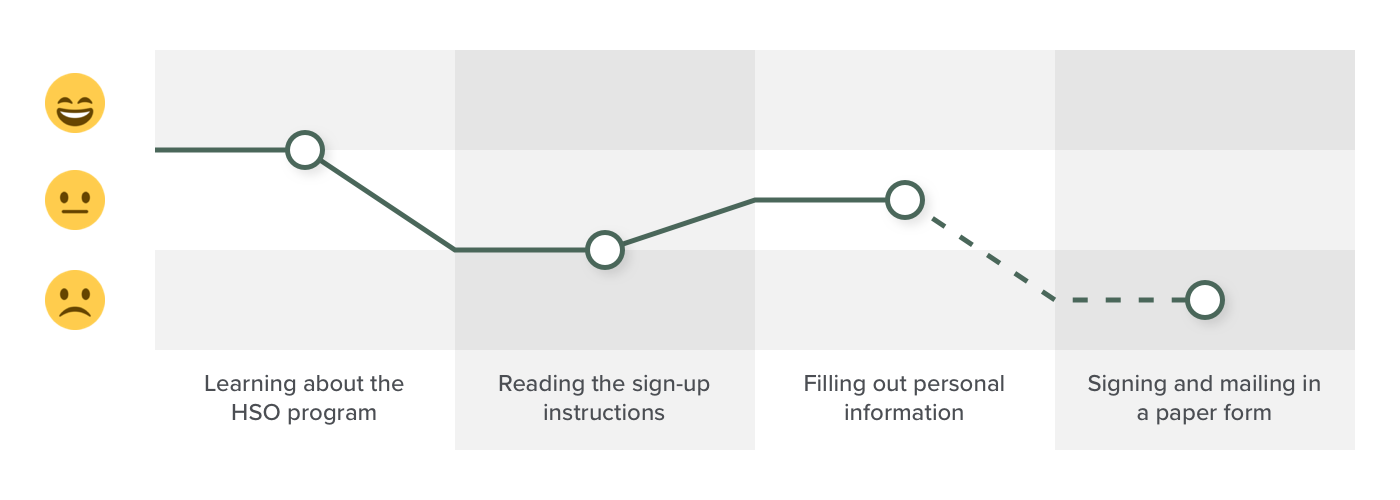 Learning about the
HSO program
Reading the sign-up
instructions
Filling out personal
information
Signing and mailing in
a paper form